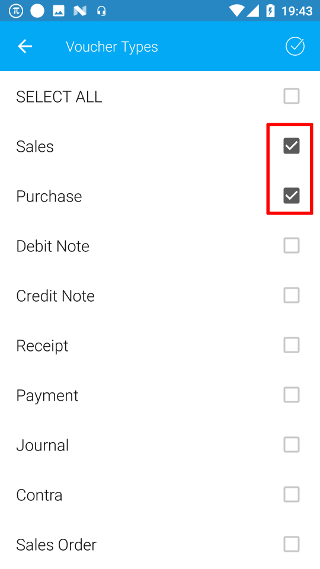 19:43
Voucher Types
SELECT ALL
Sales
Purchase
Debit Note
Credit Note
Receipt
Payment
Journal
Contra
Sales Order